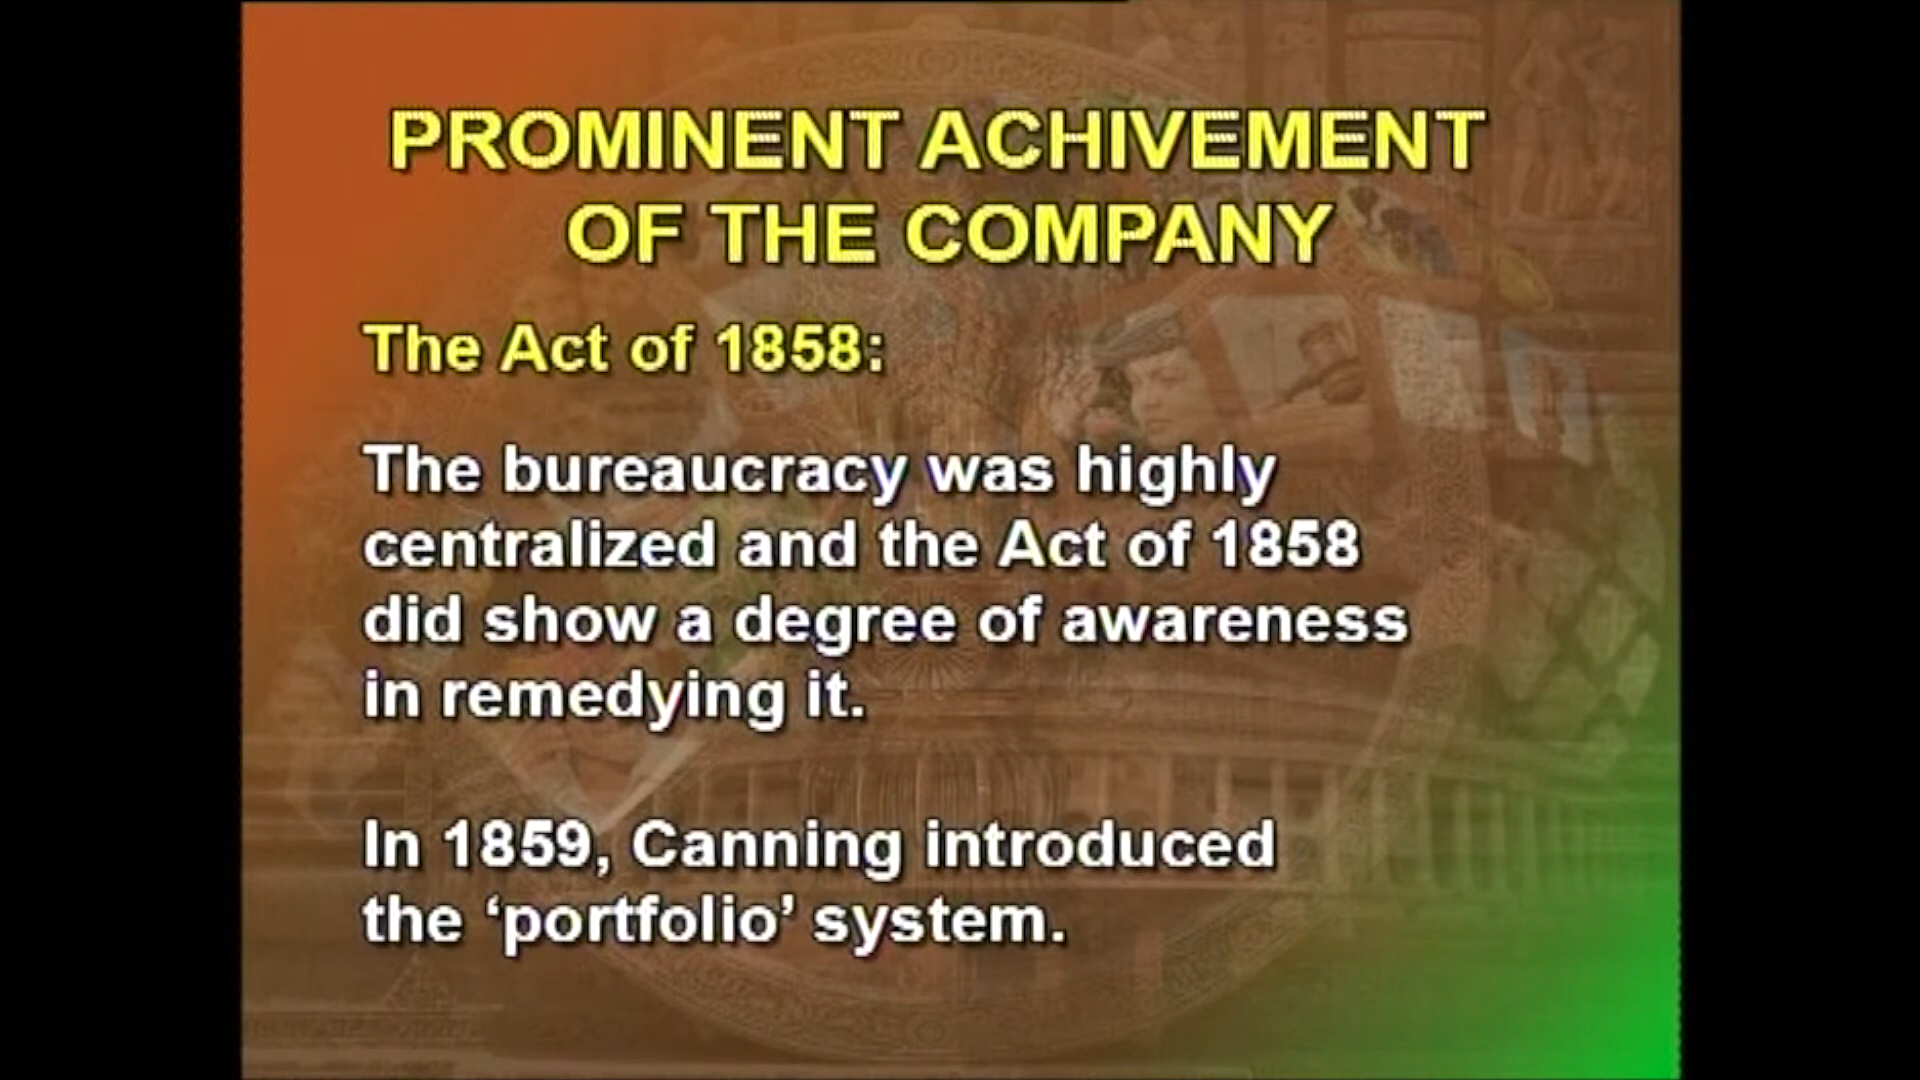 PROMINENT ACHIVEMENT
OF THE COMPANY
The Act of 1858:
The bureaucracy was highly
centralized and the Act of 1858
did show a degree of awareness
in remedying it.
In 1859, Canning introduced
the ‘portfolio’ system.